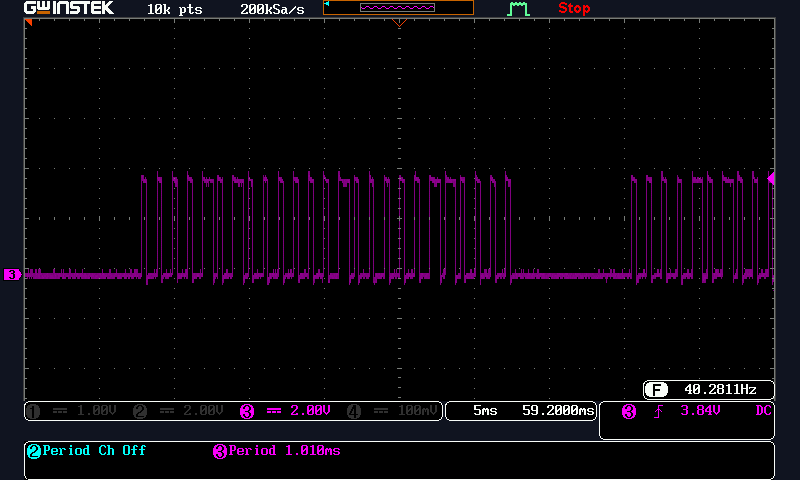 GWINSTEK 10k pts 200kSa/s Stop
3
F 40.2811Hz
1 1.00V 2 2.00V 3 2.00V 4 100mV 5ms 59.2000ms 3 3.84V DC
2 Period Ch Off 3 Period 1.010ms